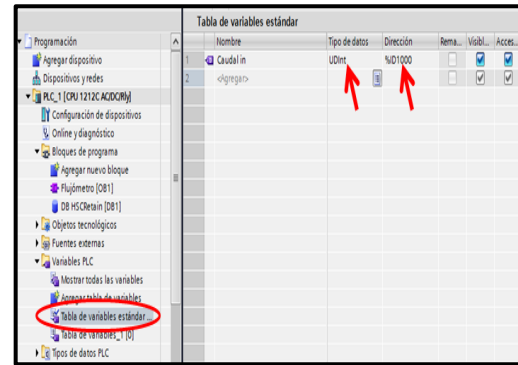 Tabla de variables estándar
Nombre Tipo de datos Dirección Rema... Visibl... Acces...
1 Caudal in UDInt %ID1000
2 <Agregar>
Programación
Agregar dispositivo
Dispositivos y redes
PLC_1 [CPU 1212C AC/DC/Rly]
Configuración de dispositivos
Online y diagnóstico
Bloques de programa
Agregar nuevo bloque
Flujómetro [OB1]
DB HSCRetain [DB1]
Objetos tecnológicos
Fuentes externas
Variables PLC
Mostrar todas las variables
Agregar tabla de variables
Tabla de variables estándar ...
Tabla de variables_1 [0]
Tipos de datos PLC